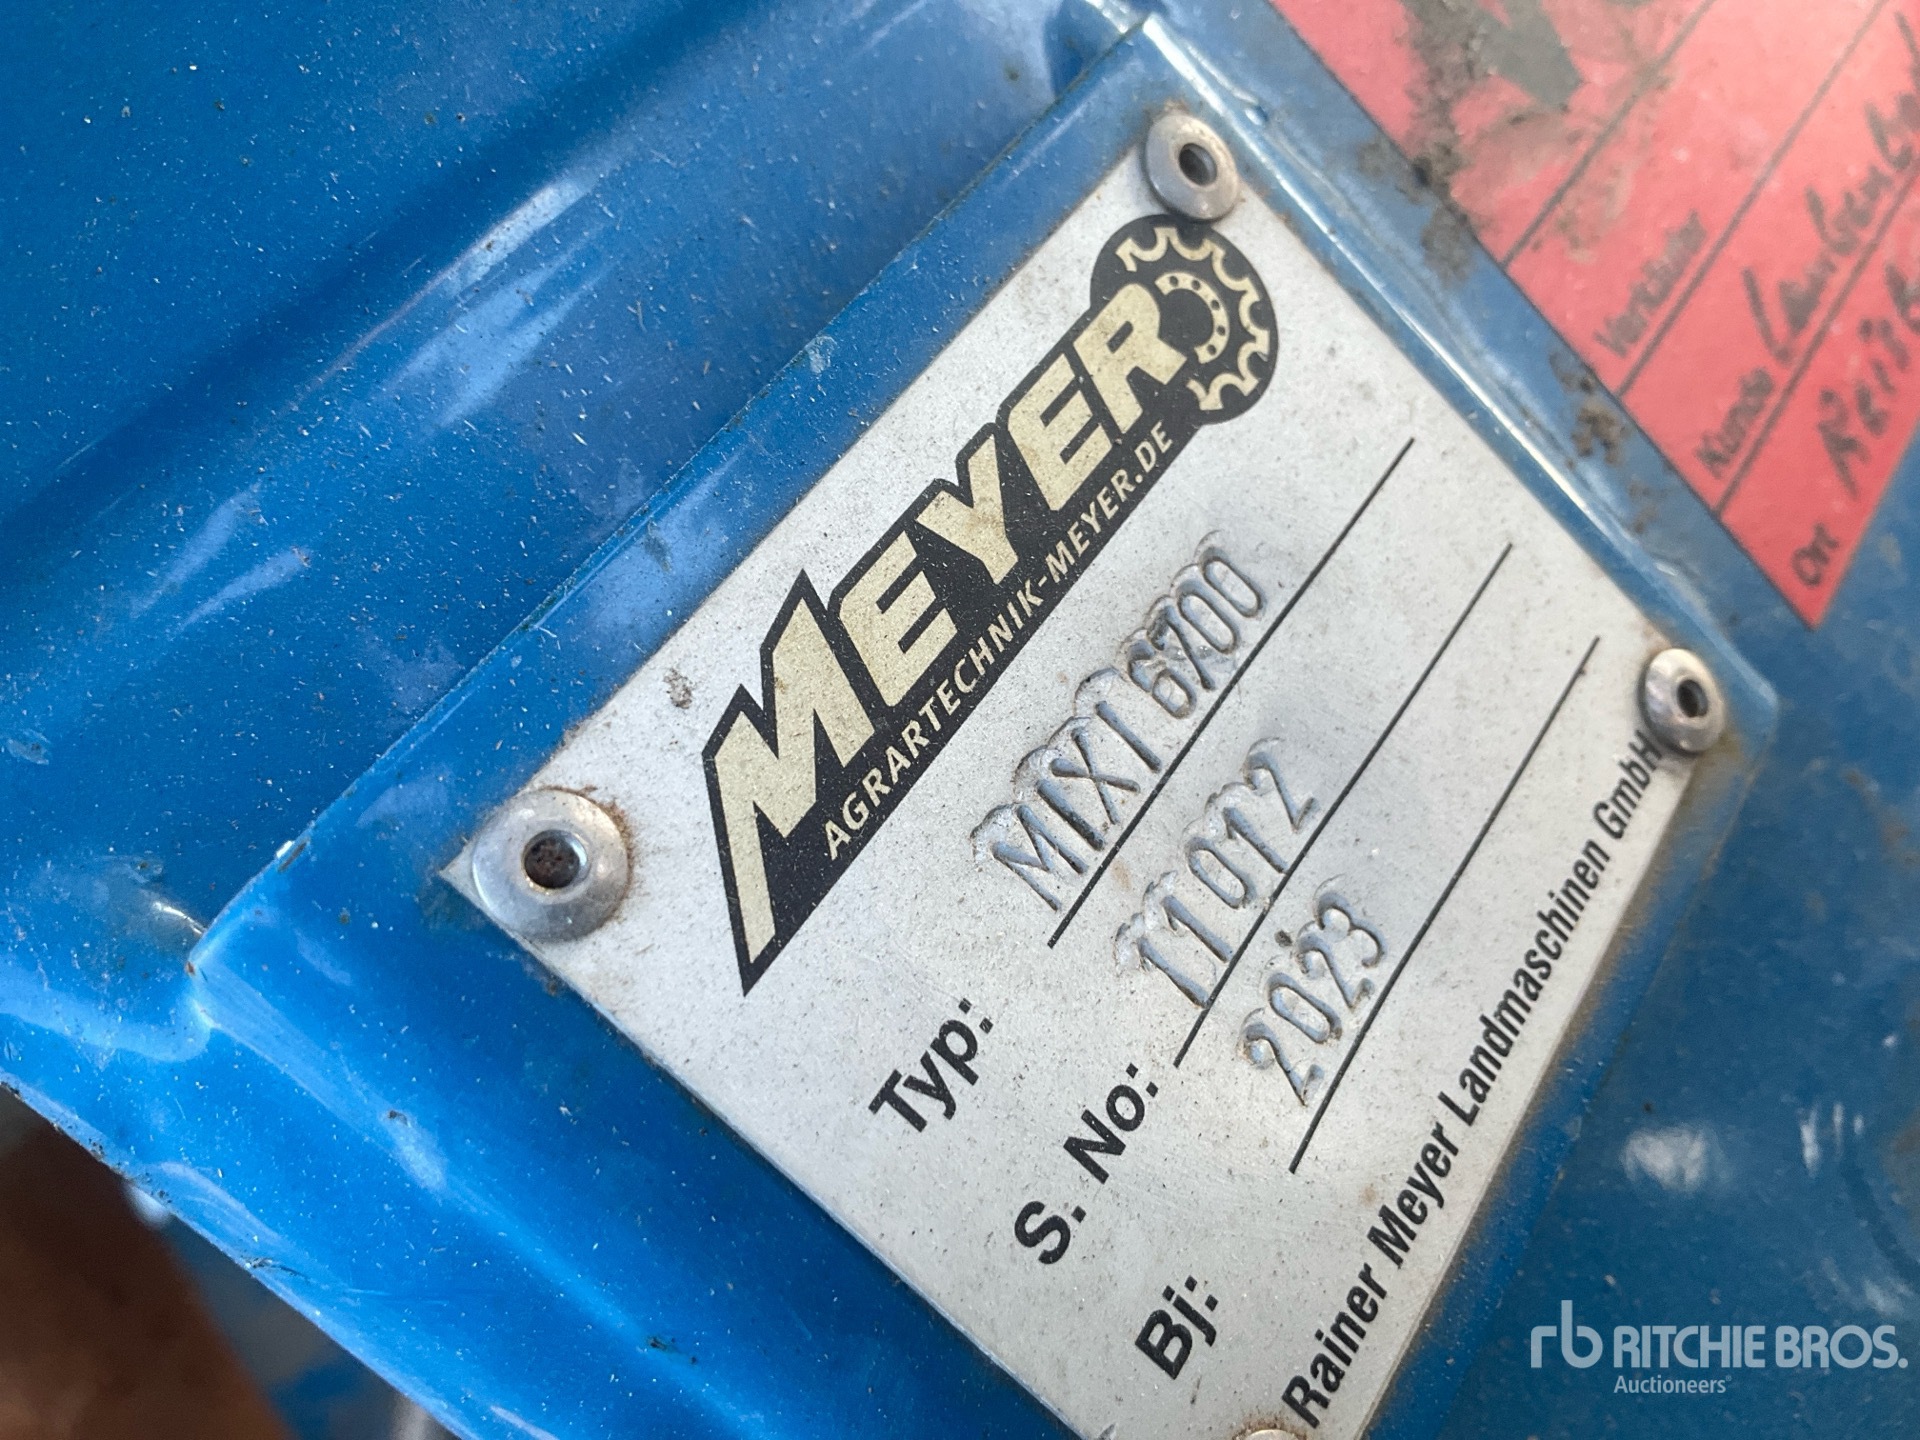 MEYER
AGRARTECHNIK-MEYER.DE
Typ: MIXI 6700
S. No: 11012
Bj: 2023
Rainer Meyer Landmaschinen GmbH
Verkäufer
Kunde
Ort
rb RITCHIE BROS.
Auctioneers